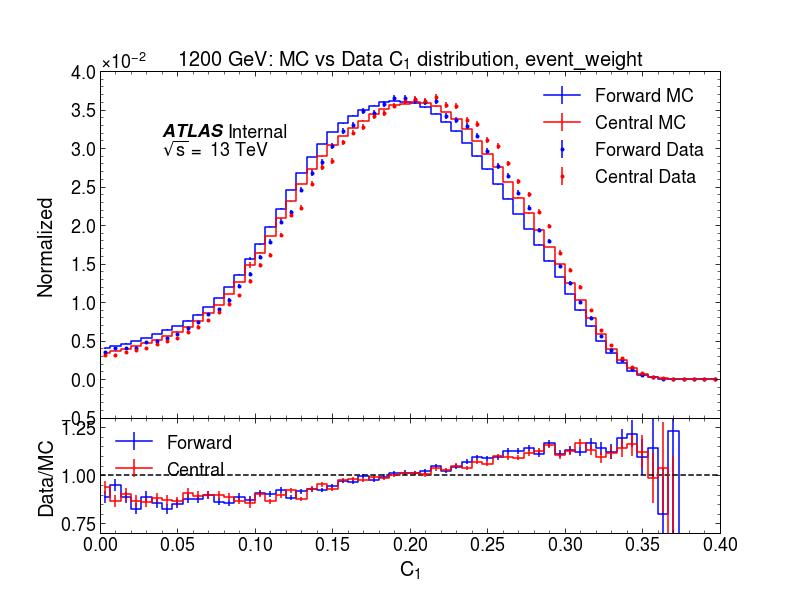 ×10⁻² 1200 GeV: MC vs Data C₁ distribution, event_weight
4.0
3.5
3.0
2.5
2.0
1.5
1.0
0.5
0.0
−0.5
Normalized
ATLAS Internal
√s = 13 TeV
Forward MC
Central MC
Forward Data
Central Data
1.25
1.00
0.75
Data/MC
Forward
Central
0.00 0.05 0.10 0.15 0.20 0.25 0.30 0.35 0.40
C₁